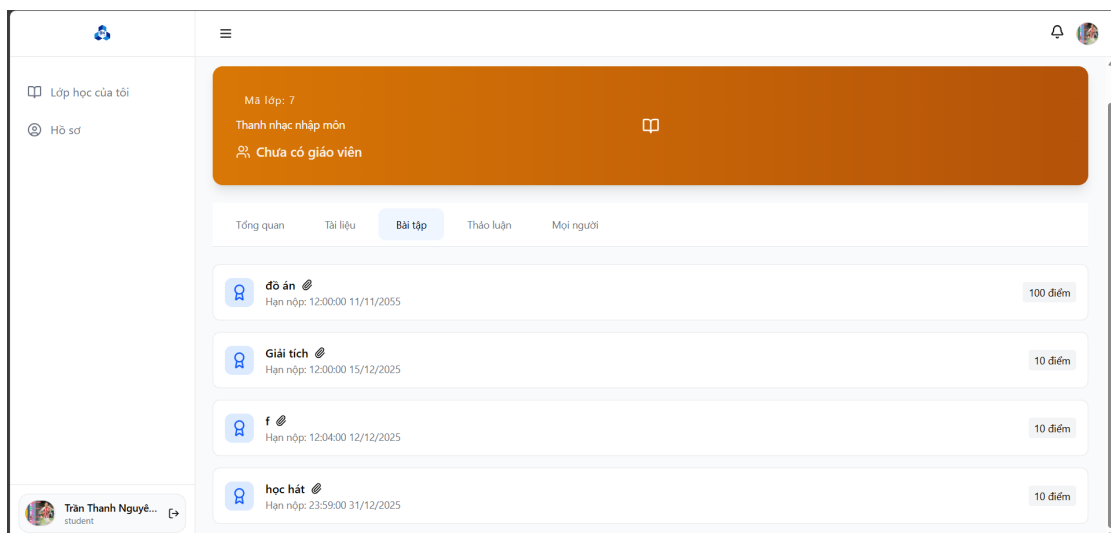 Lớp học của tôi
Hồ sơ
Mã lớp: 7
Thanh nhạc nhập môn
Chưa có giáo viên
Tổng quan Tài liệu Bài tập Thảo luận Mọi người
đồ án
Hạn nộp: 12:00:00 11/11/2055
100 điểm
Giải tích
Hạn nộp: 12:00:00 15/12/2025
10 điểm
f
Hạn nộp: 12:04:00 12/12/2025
10 điểm
học hát
Hạn nộp: 23:59:00 31/12/2025
10 điểm
Trần Thanh Nguyê...
student